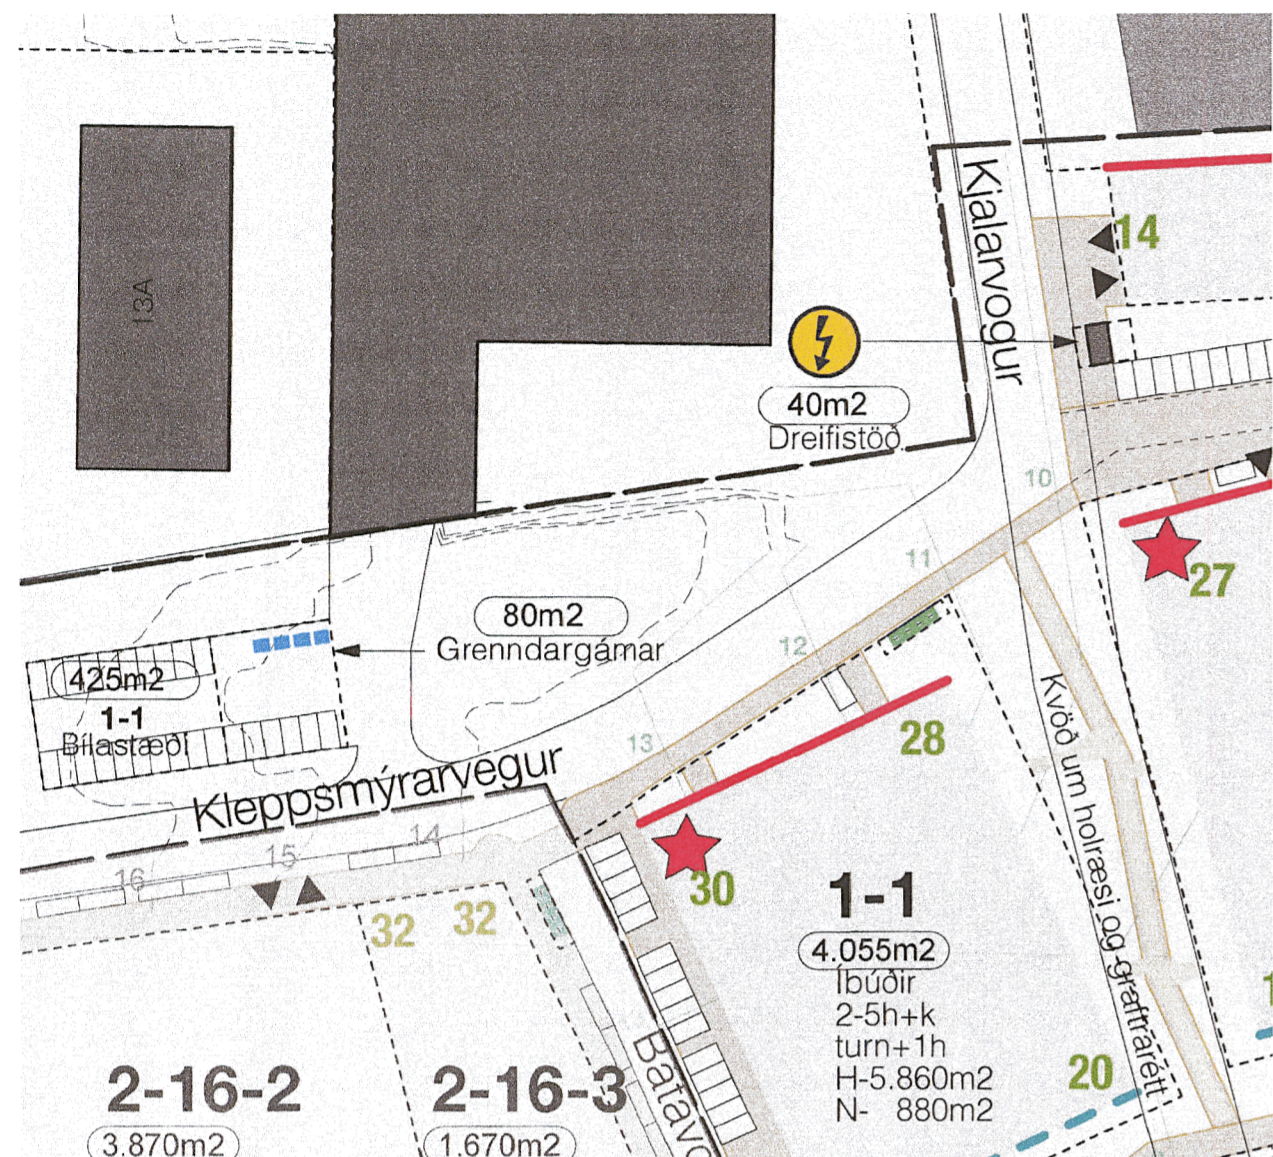 13A
Kjalarvogur
14
40m2
Dreifistöð
10
27
11
80m2
Grenndargámar
12
425m2
1-1
Bílastæði
28
13
Kleppsmýrarvegur
14
15
16
30
32
32
1-1
4.055m2
Íbúðir
2-5h+k
turn+1h
H-5.860m2
N- 880m2
Kvöð um holræsi og graftrarétt
20
2-16-2
3.870m2
2-16-3
1.670m2